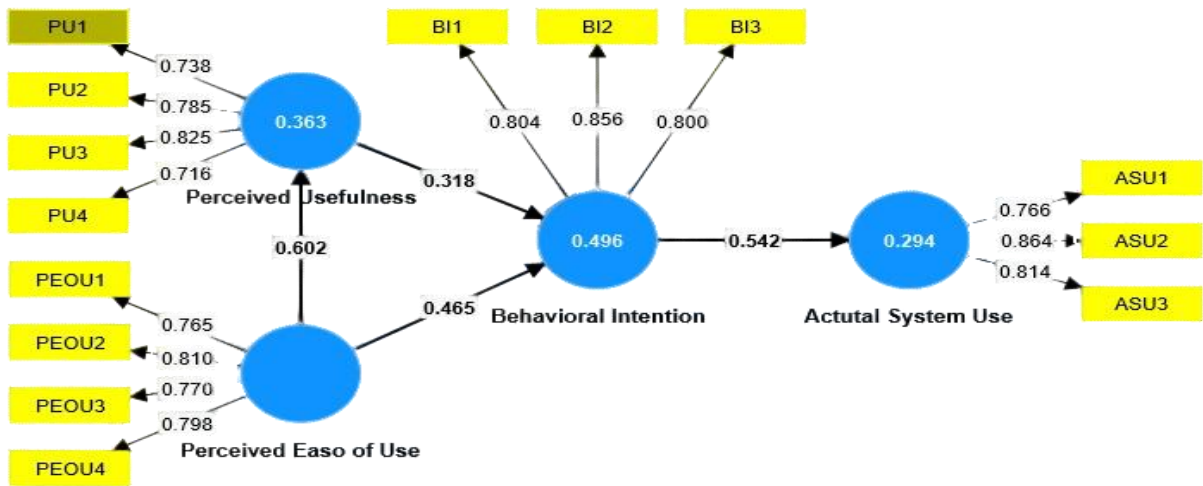 PU1
PU2
PU3
PU4
0.738
0.785
0.825
0.716
0.363
Perceived Usefulness
BI1
BI2
BI3
0.804
0.856
0.800
0.318
0.602
0.465
0.496
Behavioral Intention
0.542
0.294
Actutal System Use
0.766
0.864
0.814
ASU1
ASU2
ASU3
PEOU1
PEOU2
PEOU3
PEOU4
0.765
0.810
0.770
0.798
Perceived Easo of Use